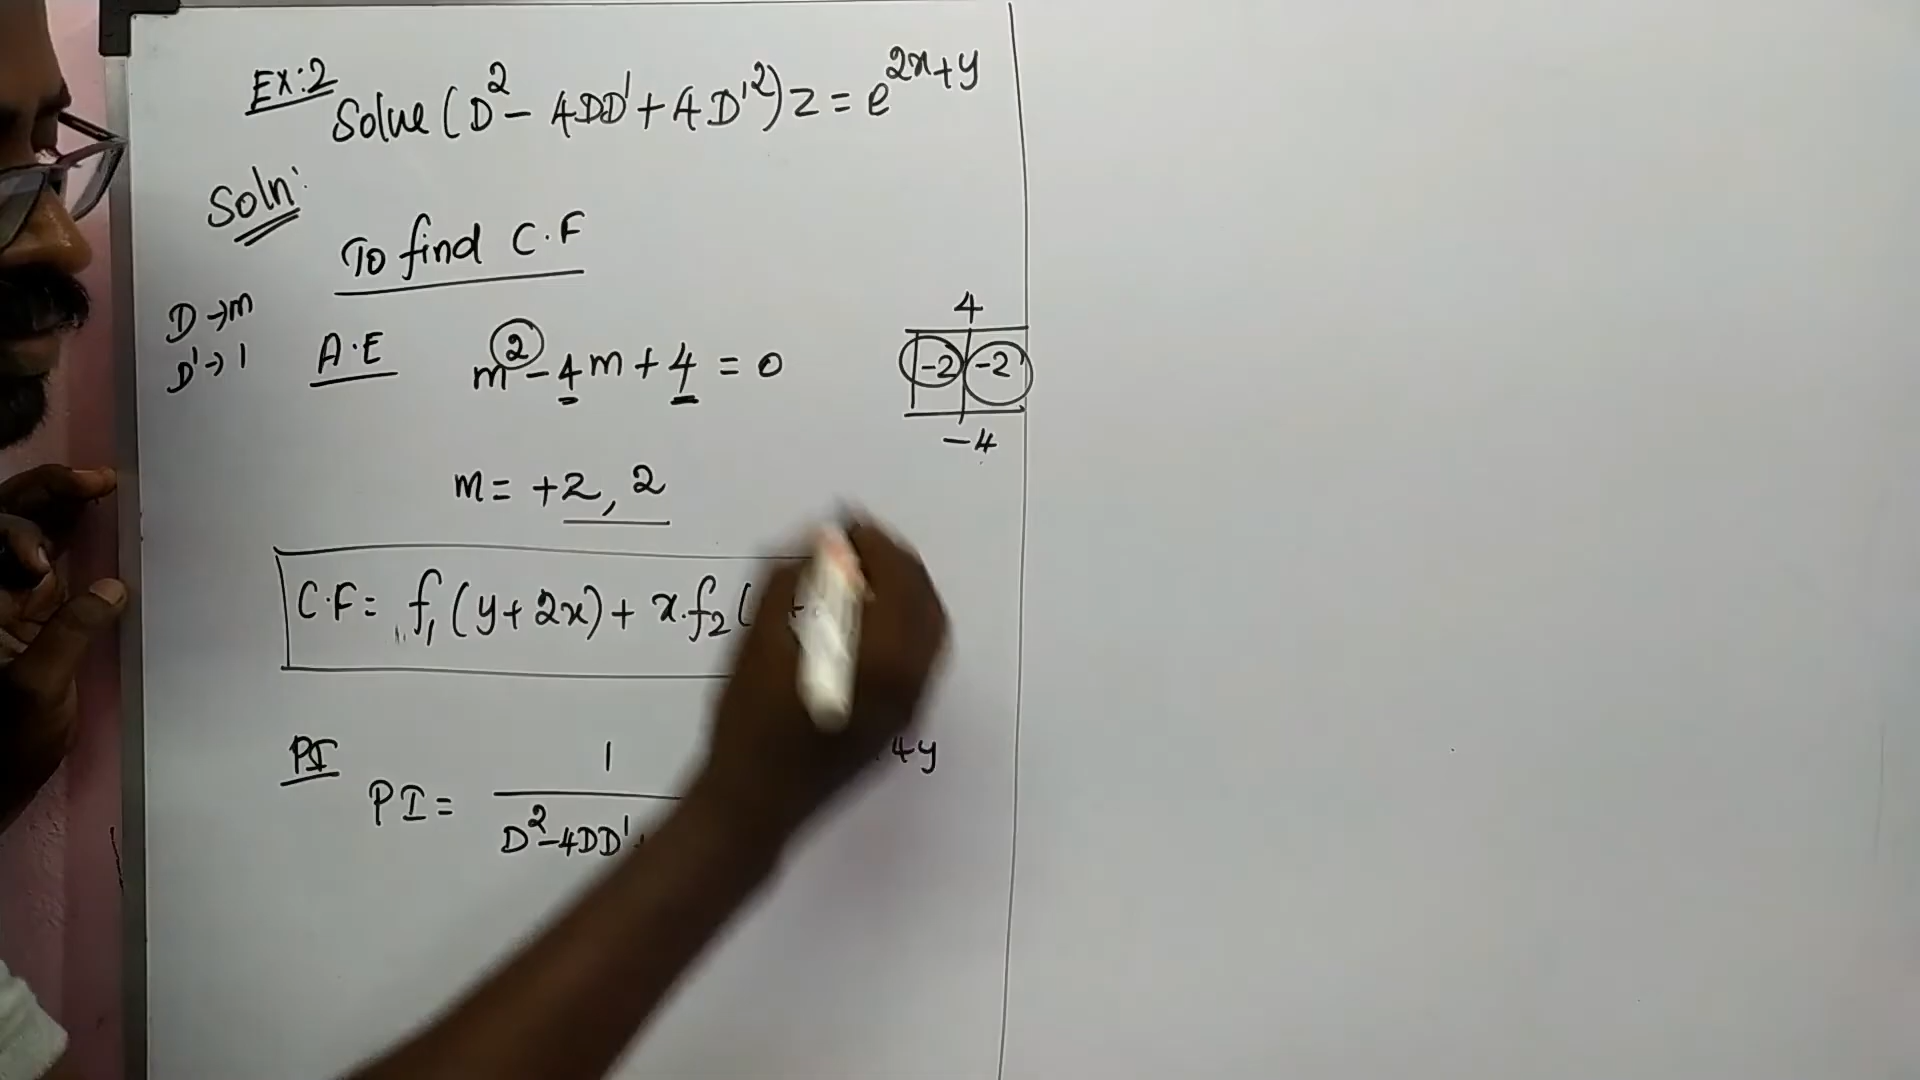 Ex:2 Solve (D² - 4DD' + 4D'²) z = e^{2x+y}
Soln:
To find C.F
D → m
D' → 1
A.E m² - 4m + 4 = 0
4
-2 -2
-4
m = +2, 2
C.F = f₁(y+2x) + x.f₂(
PI
PI = 1
D² - 4DD'